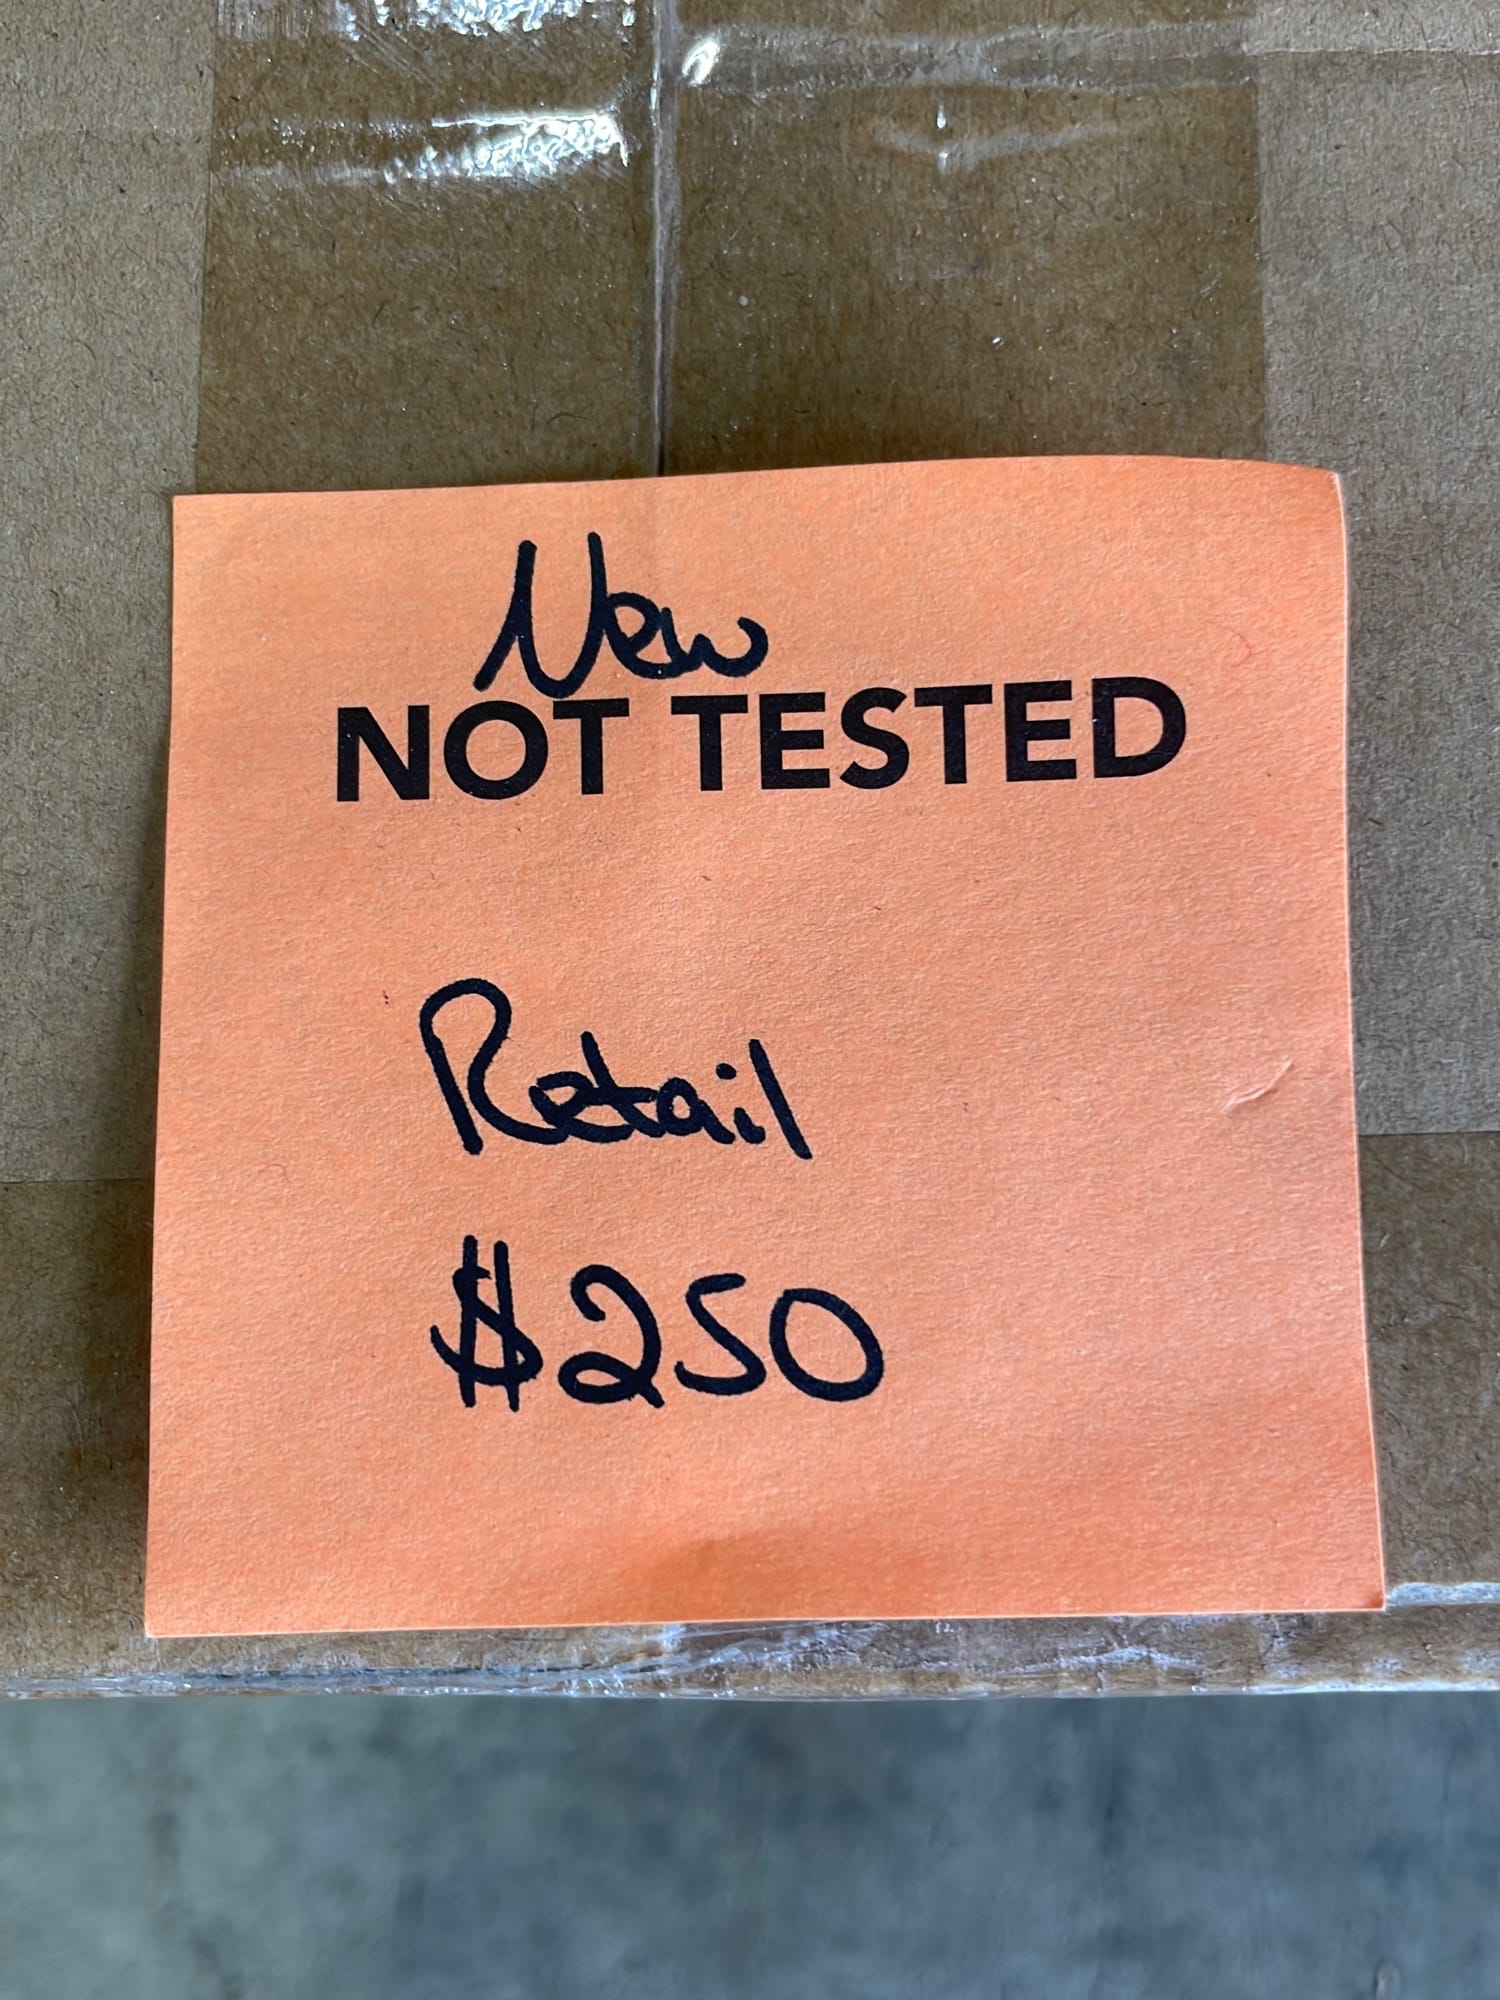 New
NOT TESTED
Retail
$250